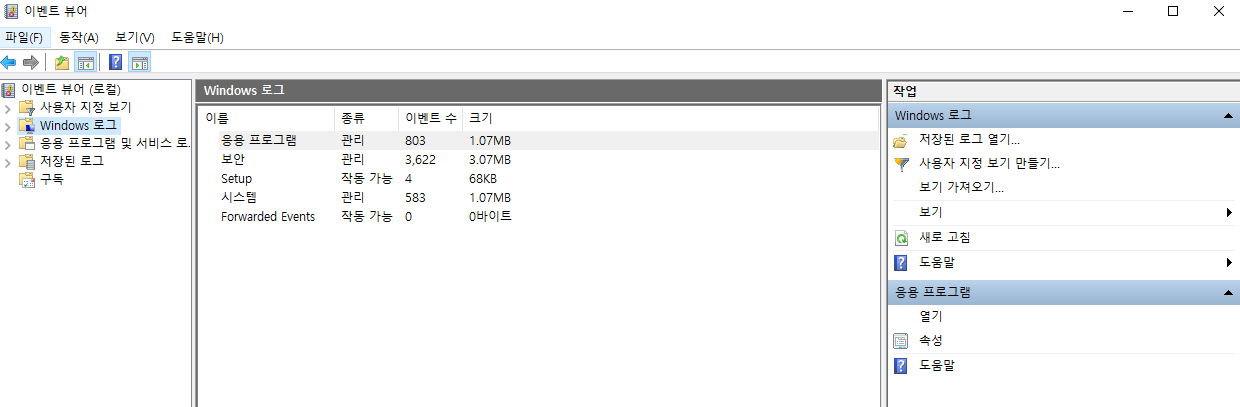 이벤트 뷰어
파일(F) 동작(A) 보기(V) 도움말(H)
이벤트 뷰어 (로컬)
사용자 지정 보기
Windows 로그
응용 프로그램 및 서비스 로.
저장된 로그
구독
Windows 로그
이름 종류 이벤트 수 크기
응용 프로그램 관리 803 1.07MB
보안 관리 3,622 3.07MB
Setup 작동 가능 4 68KB
시스템 관리 583 1.07MB
Forwarded Events 작동 가능 0 0바이트
작업
Windows 로그
저장된 로그 열기...
사용자 지정 보기 만들기...
보기 가져오기...
보기
새로 고침
도움말
응용 프로그램
열기
속성
도움말